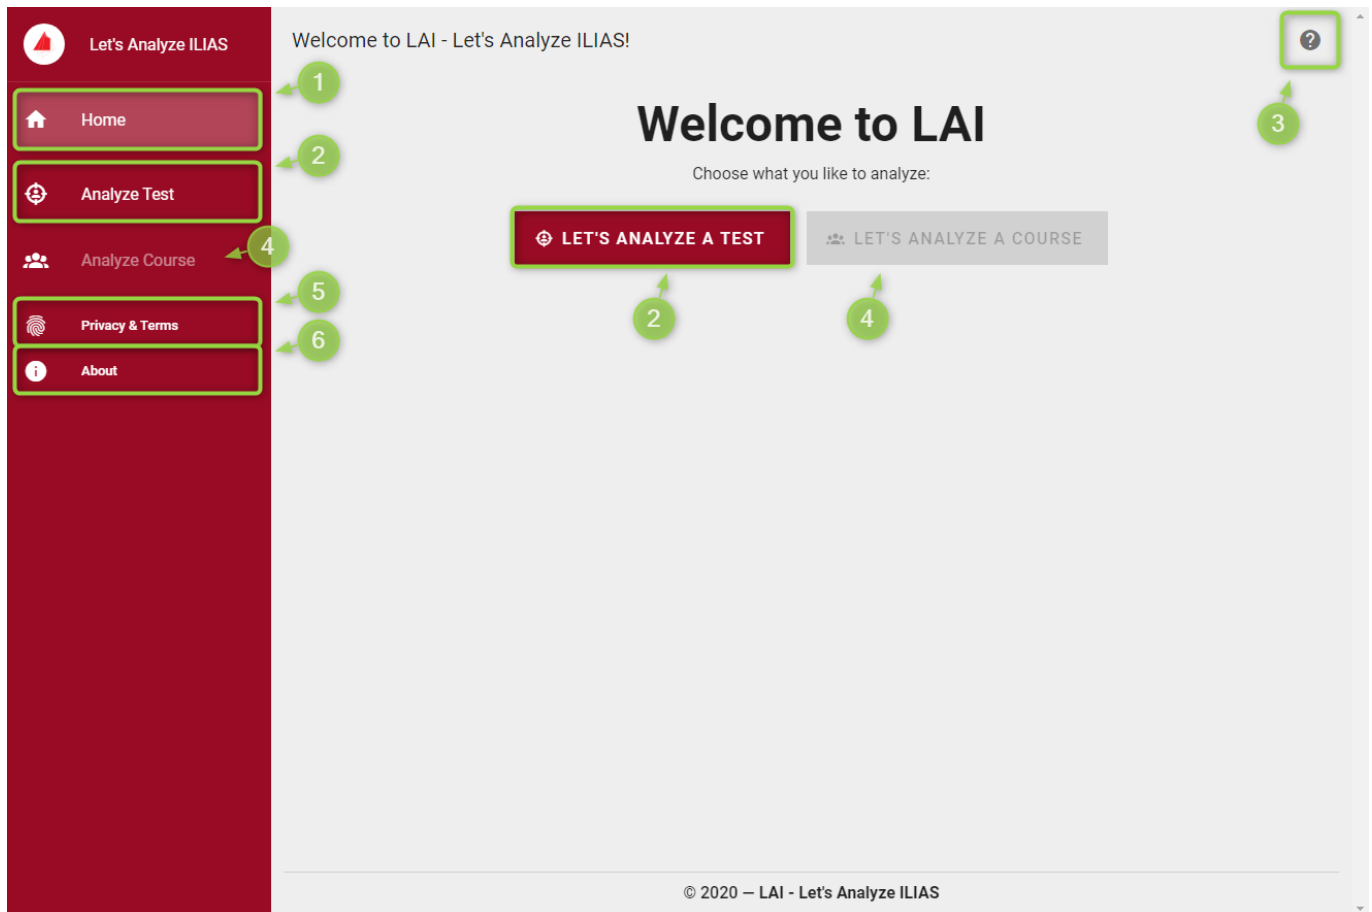 Let's Analyze ILIAS
Welcome to LAI - Let's Analyze ILIAS!
1
3
Home
Welcome to LAI
2
Choose what you like to analyze:
Analyze Test
LET'S ANALYZE A TEST
LET'S ANALYZE A COURSE
4
Analyze Course
5
2
4
Privacy & Terms
6
About
© 2020 — LAI - Let's Analyze ILIAS